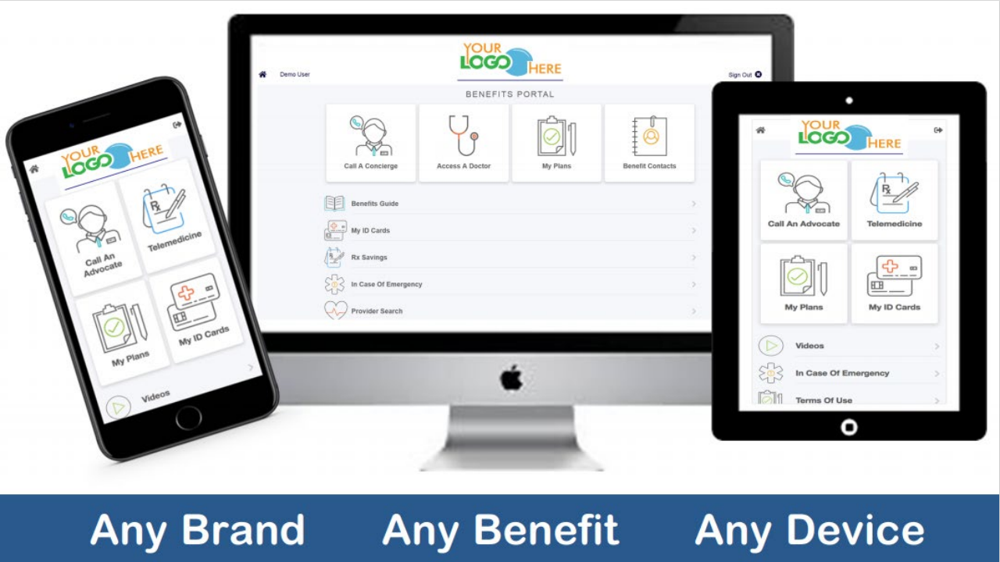 YOUR
LOGO
HERE
Call An
Advocate
Telemedicine
My Plans
My ID Cards
Videos
YOUR
LOGO
HERE
Demo User
Sign Out
BENEFITS PORTAL
Call A Concierge
Access A Doctor
My Plans
Benefit Contacts
Benefits Guide
My ID Cards
Rx Savings
In Case Of Emergency
Provider Search
YOUR
LOGO
HERE
Call An Advocate
Telemedicine
My Plans
My ID Cards
Videos
In Case Of Emergency
Terms Of Use
Any Brand Any Benefit Any Device